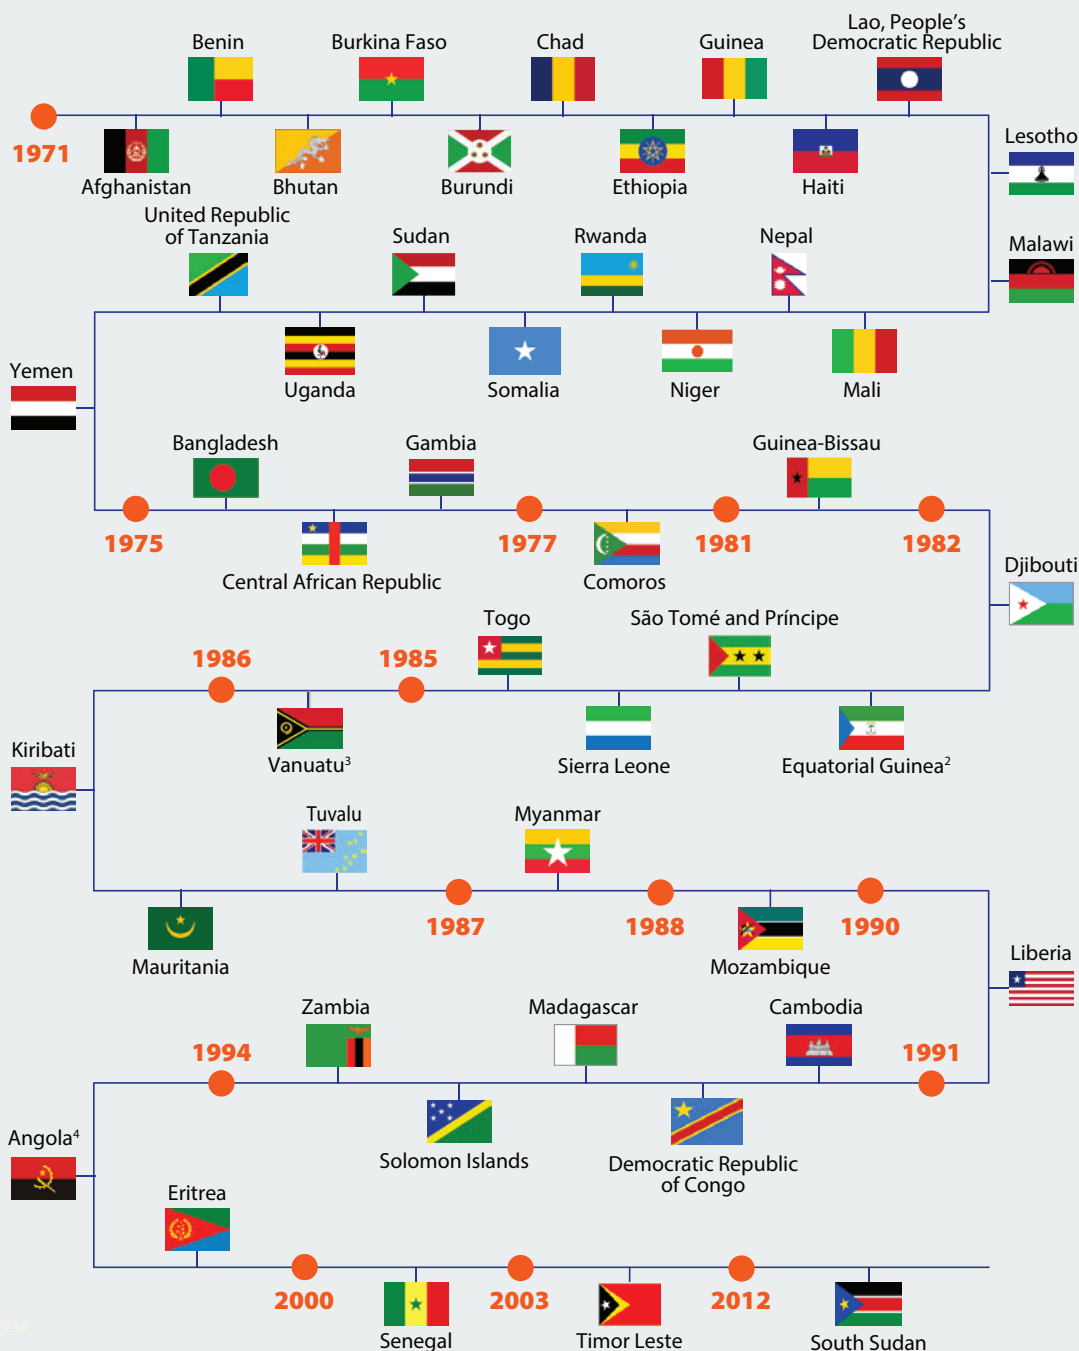 Lao, People's
Benin Burkina Faso Chad Guinea Democratic Republic
1971
Afghanistan Bhutan Burundi Ethiopia Haiti
Lesotho
United Republic
of Tanzania Sudan Rwanda Nepal
Malawi
Uganda Somalia Niger Mali
Yemen
Bangladesh Gambia Guinea-Bissau
1975 1977 1981 1982
Central African Republic Comoros
Djibouti
Togo São Tomé and Príncipe
1986 1985
Vanuatu³ Sierra Leone Equatorial Guinea²
Kiribati
Tuvalu Myanmar
1987 1988 1990
Mauritania Mozambique
Liberia
Zambia Madagascar Cambodia
1994 1991
Solomon Islands Democratic Republic
of Congo
Angola⁴
Eritrea
2000 2003 2012
Senegal Timor Leste South Sudan
234